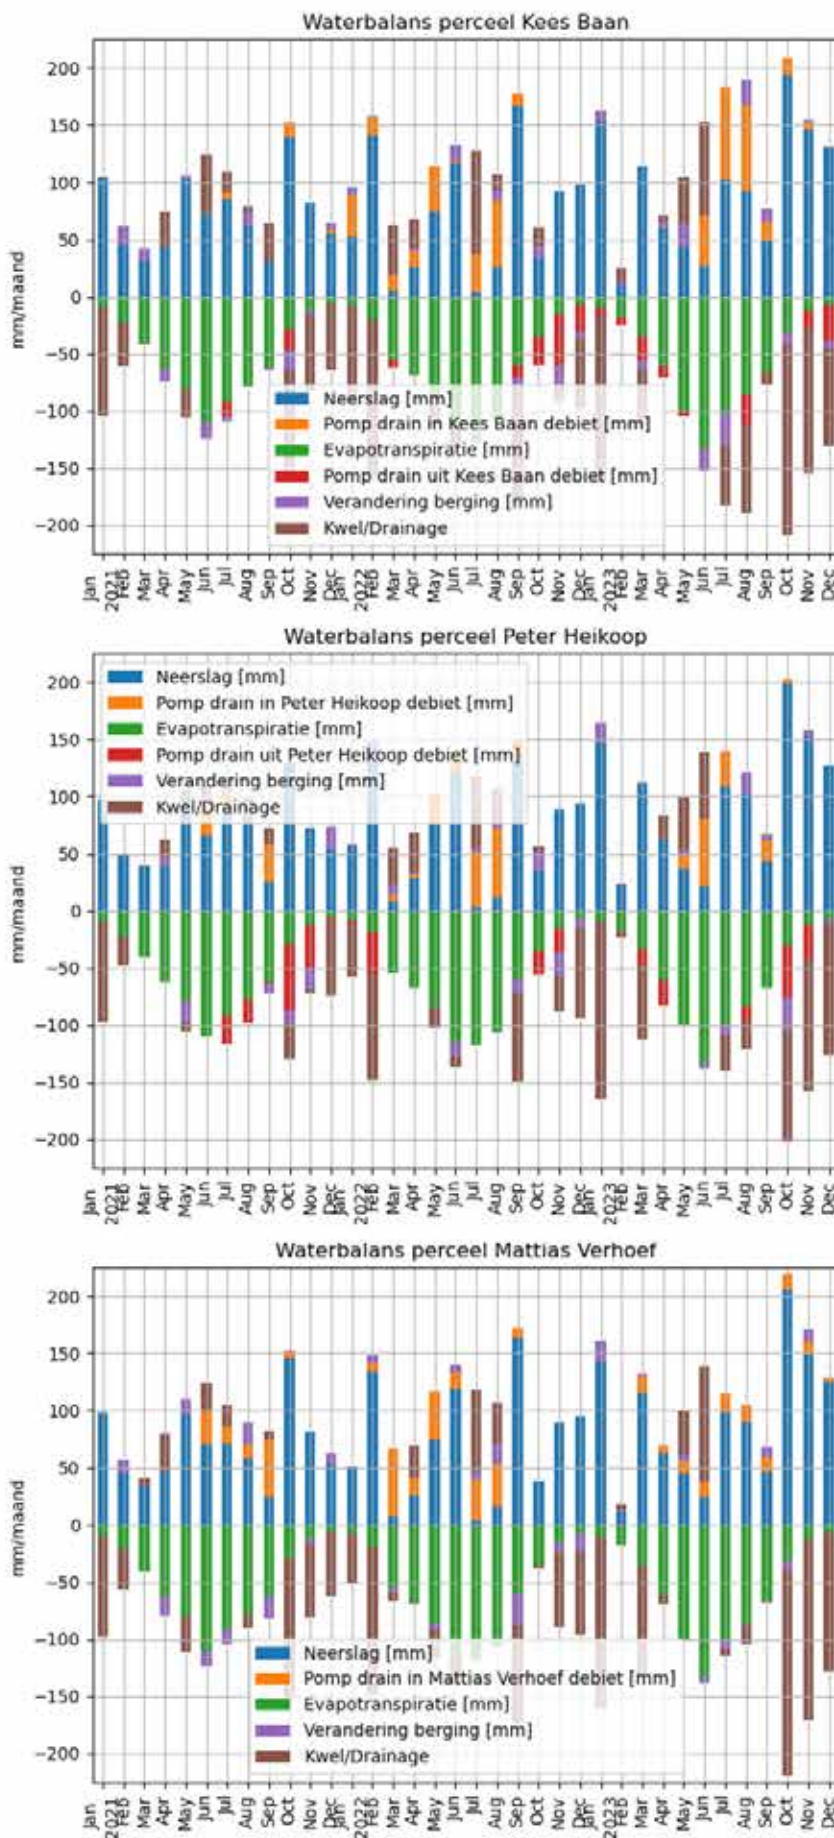 Waterbalans perceel Kees Baan
200
150
100
50
0
−50
−100
−150
−200
mm/maand
Neerslag [mm]
Pomp drain in Kees Baan debiet [mm]
Evapotranspiratie [mm]
Pomp drain uit Kees Baan debiet [mm]
Verandering berging [mm]
Kwel/Drainage
Jan 2021 Feb Mar Apr May Jun Jul Aug Sep Oct Nov Dec Jan 2022 Feb Mar Apr May Jun Jul Aug Sep Oct Nov Dec Jan 2023 Feb Mar Apr May Jun Jul Aug Sep Oct Nov Dec
Waterbalans perceel Peter Heikoop
200
150
100
50
0
−50
−100
−150
−200
mm/maand
Neerslag [mm]
Pomp drain in Peter Heikoop debiet [mm]
Evapotranspiratie [mm]
Pomp drain uit Peter Heikoop debiet [mm]
Verandering berging [mm]
Kwel/Drainage
Jan 2021 Feb Mar Apr May Jun Jul Aug Sep Oct Nov Dec Jan 2022 Feb Mar Apr May Jun Jul Aug Sep Oct Nov Dec Jan 2023 Feb Mar Apr May Jun Jul Aug Sep Oct Nov Dec
Waterbalans perceel Mattias Verhoef
200
150
100
50
0
−50
−100
−150
−200
mm/maand
Neerslag [mm]
Pomp drain in Mattias Verhoef debiet [mm]
Evapotranspiratie [mm]
Verandering berging [mm]
Kwel/Drainage
Jan 2021 Feb Mar Apr May Jun Jul Aug Sep Oct Nov Dec Jan 2022 Feb Mar Apr May Jun Jul Aug Sep Oct Nov Dec Jan 2023 Feb Mar Apr May Jun Jul Aug Sep Oct Nov Dec